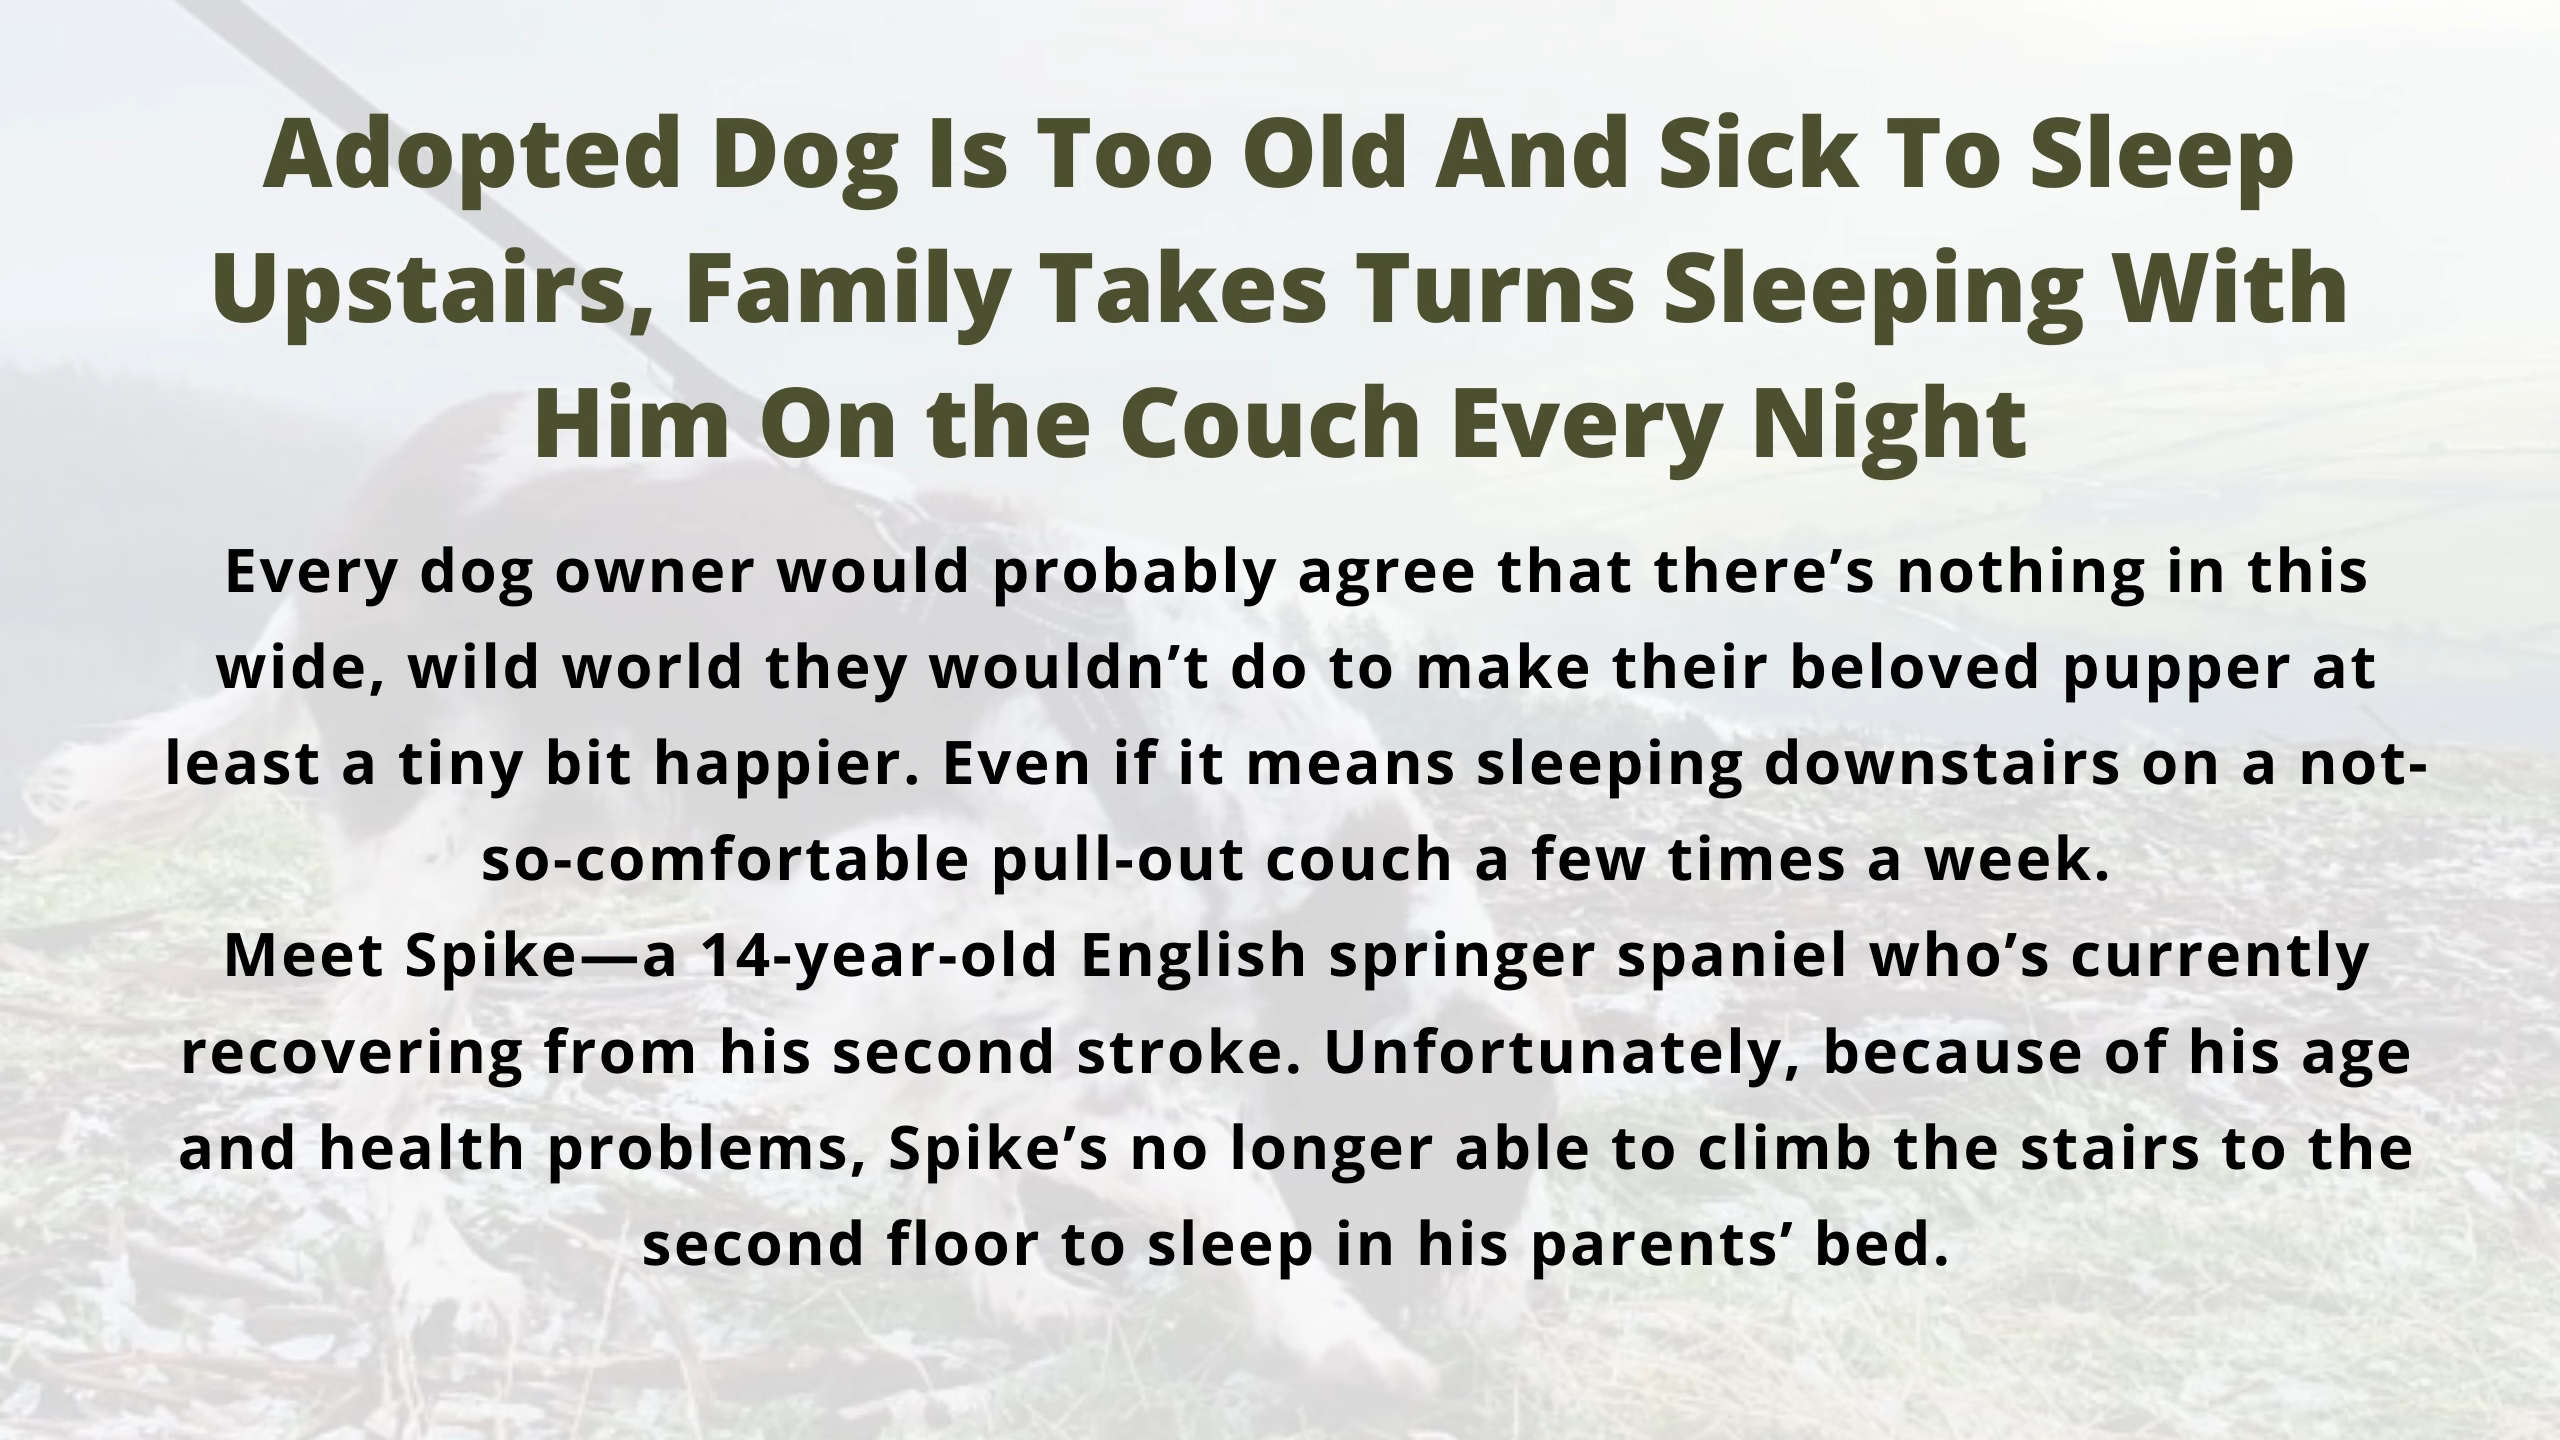 Adopted Dog Is Too Old And Sick To Sleep
Upstairs, Family Takes Turns Sleeping With
Him On the Couch Every Night
Every dog owner would probably agree that there’s nothing in this
wide, wild world they wouldn’t do to make their beloved pupper at
least a tiny bit happier. Even if it means sleeping downstairs on a not-
so-comfortable pull-out couch a few times a week.
Meet Spike—a 14-year-old English springer spaniel who’s currently
recovering from his second stroke. Unfortunately, because of his age
and health problems, Spike’s no longer able to climb the stairs to the
second floor to sleep in his parents’ bed.